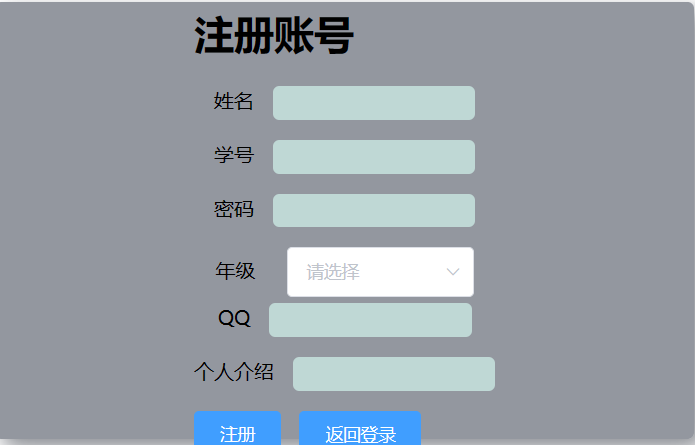 注册账号
姓名
学号
密码
年级 请选择
QQ
个人介绍
注册 返回登录